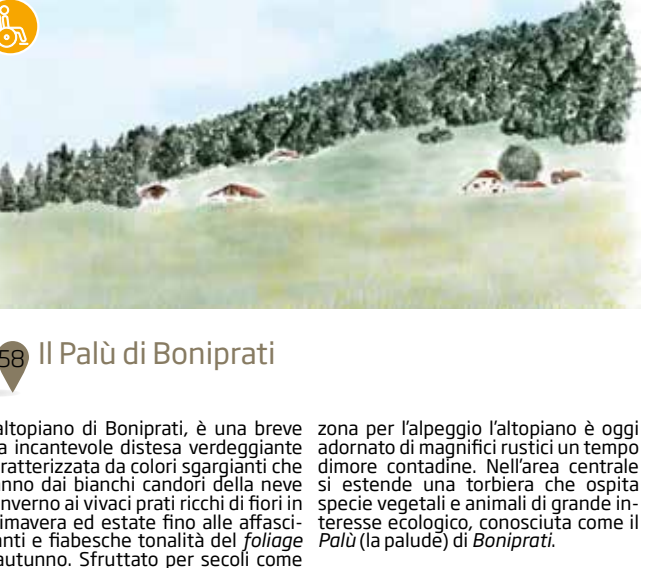 58 Il Palù di Boniprati
altopiano di Boniprati, è una breve
a incantevole distesa verdeggiante
ratterizzata da colori sgargianti che
anno dai bianchi candori della neve
inverno ai vivaci prati ricchi di fiori in
imavera ed estate fino alle affasci-
anti e fiabesche tonalità del foliage
autunno. Sfruttato per secoli come
zona per l'alpeggio l'altopiano è oggi
adornato di magnifici rustici un tempo
dimore contadine. Nell'area centrale
si estende una torbiera che ospita
specie vegetali e animali di grande in-
teresse ecologico, conosciuta come il
Palù (la palude) di Boniprati.